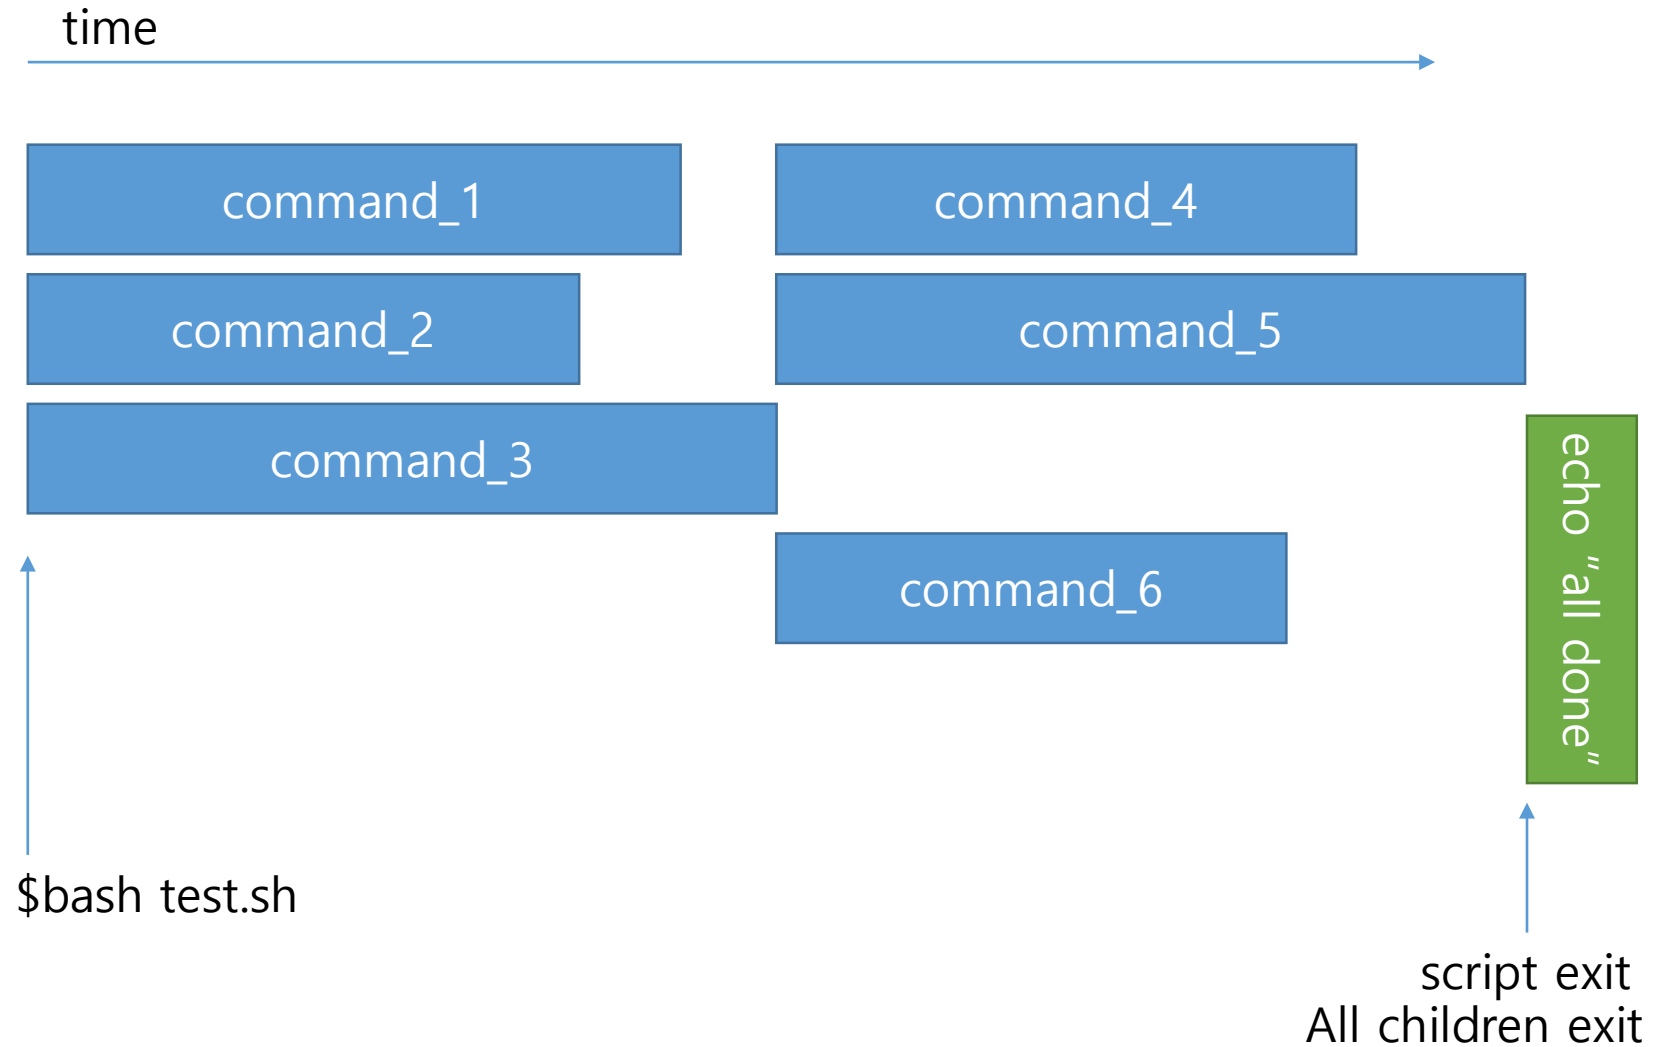 time
command_1
command_4
command_2
command_5
command_3
echo "all done"
command_6
$bash test.sh
script exit
All children exit